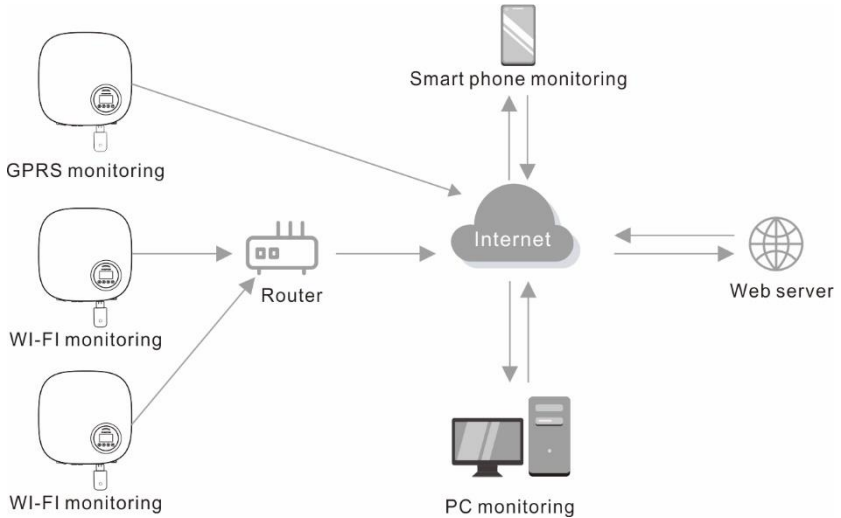 Smart phone monitoring
GPRS monitoring
Internet
Router
Web server
WI-FI monitoring
WI-FI monitoring
PC monitoring